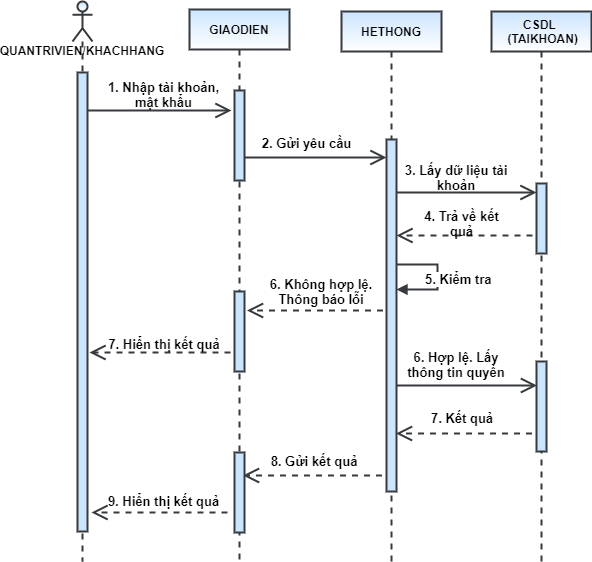 QUANTRIVIEN/KHACHHANG
GIAODIEN
HETHONG
CSDL
(TAIKHOAN)
1. Nhập tài khoản,
mật khẩu
2. Gửi yêu cầu
3. Lấy dữ liệu tài
khoản
4. Trả về kết
quả
5. Kiểm tra
6. Không hợp lệ.
Thông báo lỗi
7. Hiển thị kết quả
6. Hợp lệ. Lấy
thông tin quyền
7. Kết quả
8. Gửi kết quả
9. Hiển thị kết quả